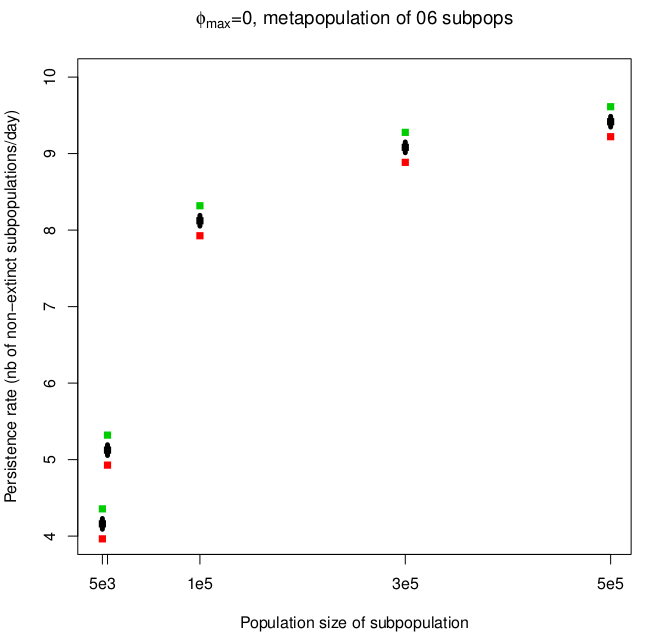 ϕmax=0, metapopulation of 06 subpops
Persistence rate (nb of non−extinct subpopulations/day)
10
9
8
7
6
5
4
5e3 1e5 3e5 5e5
Population size of subpopulation